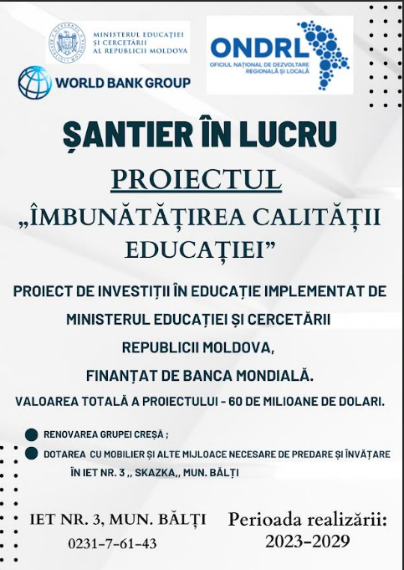 MINISTERUL EDUCAȚIEI
ȘI CERCETĂRII
AL REPUBLICII MOLDOVA
ONDRL
OFICIUL NAȚIONAL DE DEZVOLTARE
REGIONALĂ ȘI LOCALĂ
WORLD BANK GROUP
ȘANTIER ÎN LUCRU
PROIECTUL
„ÎMBUNĂTĂȚIREA CALITĂȚII
EDUCAȚIEI”
PROIECT DE INVESTIȚII ÎN EDUCAȚIE IMPLEMENTAT DE
MINISTERUL EDUCAȚIEI ȘI CERCETĂRII
REPUBLICII MOLDOVA,
FINANȚAT DE BANCA MONDIALĂ.
VALOAREA TOTALĂ A PROIECTULUI - 60 DE MILIOANE DE DOLARI.
RENOVAREA GRUPEI CREȘĂ ;
DOTAREA CU MOBILIER ȘI ALTE MIJLOACE NECESARE DE PREDARE ȘI ÎNVĂȚARE
ÎN IET NR. 3 ,, SKAZKA,, MUN. BĂLȚI
IET NR. 3, MUN. BĂLȚI
0231-7-61-43
Perioada realizării:
2023-2029